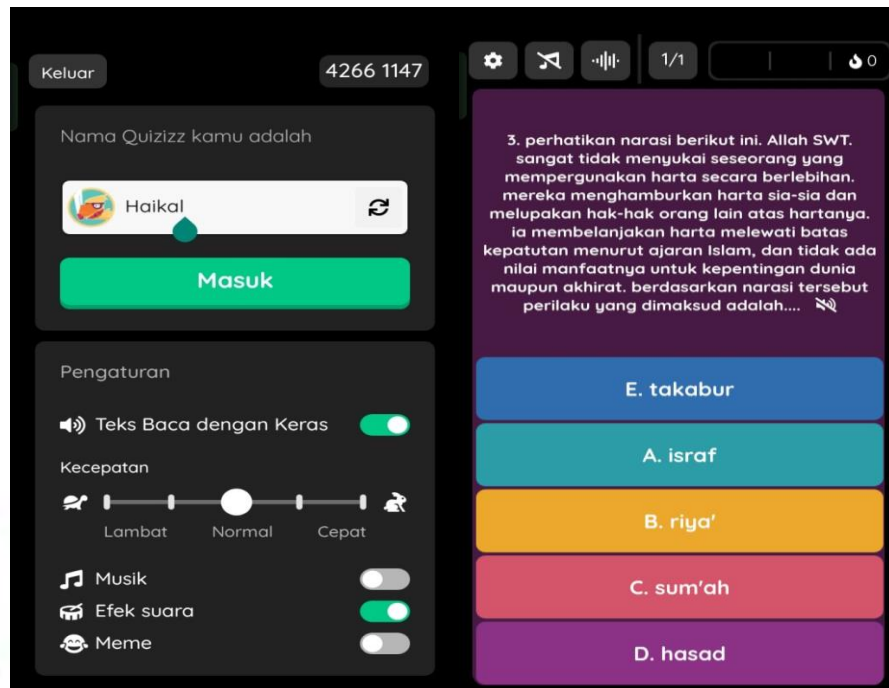 Keluar
4266 1147
Nama Quizizz kamu adalah
Haikal
Masuk
Pengaturan
Teks Baca dengan Keras
Kecepatan
Lambat Normal Cepat
Musik
Efek suara
Meme
1/1
0
3. perhatikan narasi berikut ini. Allah SWT.
sangat tidak menyukai seseorang yang
mempergunakan harta secara berlebihan.
mereka menghamburkan harta sia-sia dan
melupakan hak-hak orang lain atas hartanya.
ia membelanjakan harta melewati batas
kepatutan menurut ajaran Islam, dan tidak ada
nilai manfaatnya untuk kepentingan dunia
maupun akhirat. berdasarkan narasi tersebut
perilaku yang dimaksud adalah....
E. takabur
A. israf
B. riya'
C. sum'ah
D. hasad